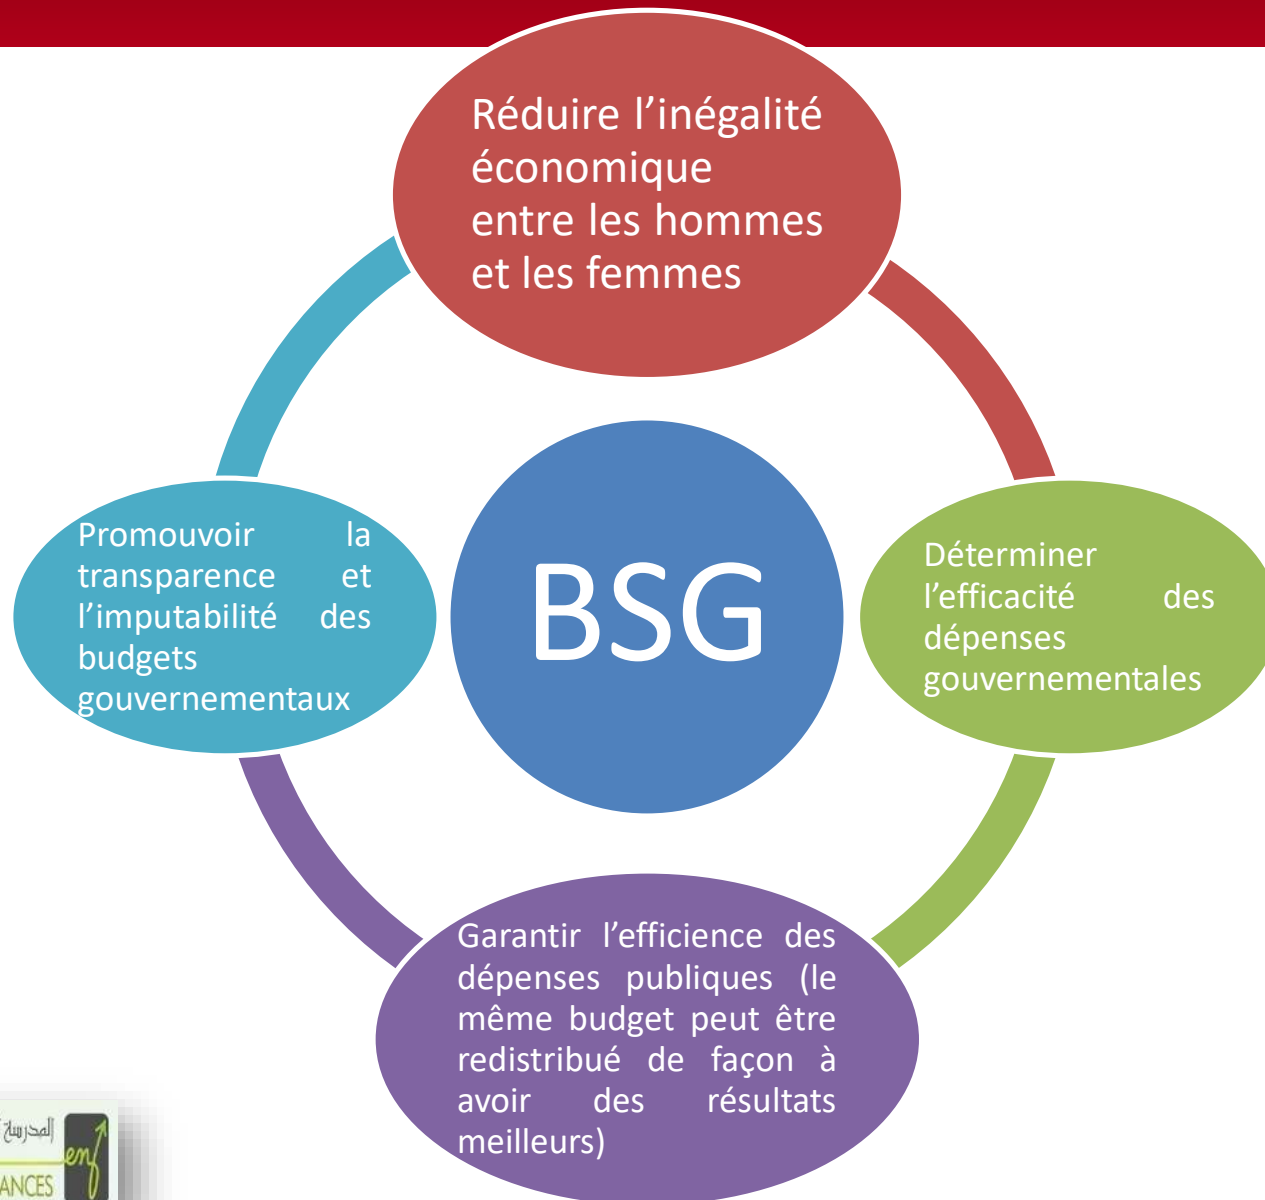 Réduire l’inégalité
économique
entre les hommes
et les femmes
Promouvoir la
transparence et
l’imputabilité des
budgets
gouvernementaux
BSG
Déterminer
l’efficacité des
dépenses
gouvernementales
Garantir l’efficience des
dépenses publiques (le
même budget peut être
redistribué de façon à
avoir des résultats
meilleurs)
المدرسة
enf
ANCES